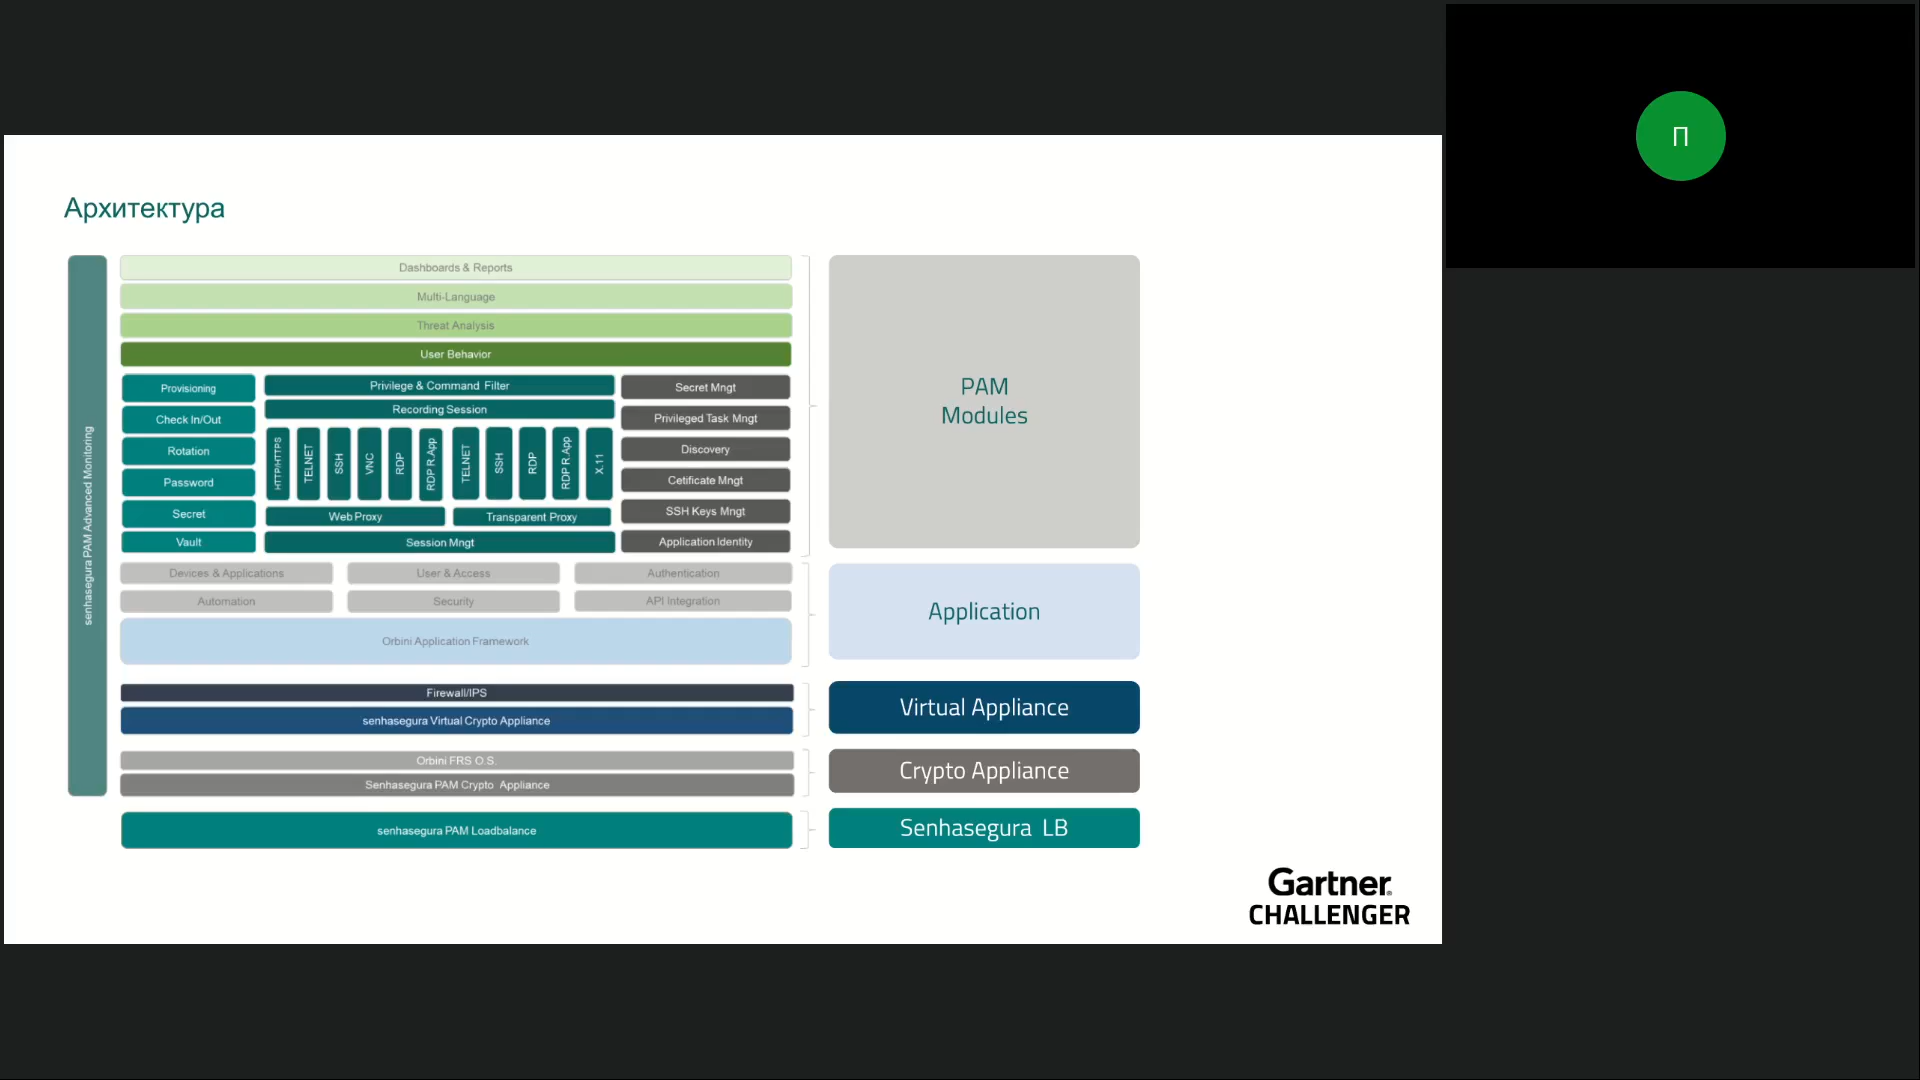 П
Архитектура
senhasegura PAM Advanced Monitoring
Dashboards & Reports
Multi-Language
Threat Analysis
User Behavior
Provisioning
Check In/Out
Rotation
Password
Secret
Vault
Privilege & Command Filter
Recording Session
HTTP/HTTPS
TELNET
SSH
VNC
RDP
RDP R.App
TELNET
SSH
RDP
RDP R.App
X.11
Web Proxy
Transparent Proxy
Session Mngt
Secret Mngt
Privileged Task Mngt
Discovery
Cetificate Mngt
SSH Keys Mngt
Application Identity
PAM
Modules
Devices & Applications
User & Access
Authentication
Automation
Security
API Integration
Orbini Application Framework
Application
Firewall/IPS
senhasegura Virtual Crypto Appliance
Virtual Appliance
Orbini FRS O.S.
Senhasegura PAM Crypto Appliance
Crypto Appliance
senhasegura PAM Loadbalance
Senhasegura LB
Gartner®
CHALLENGER